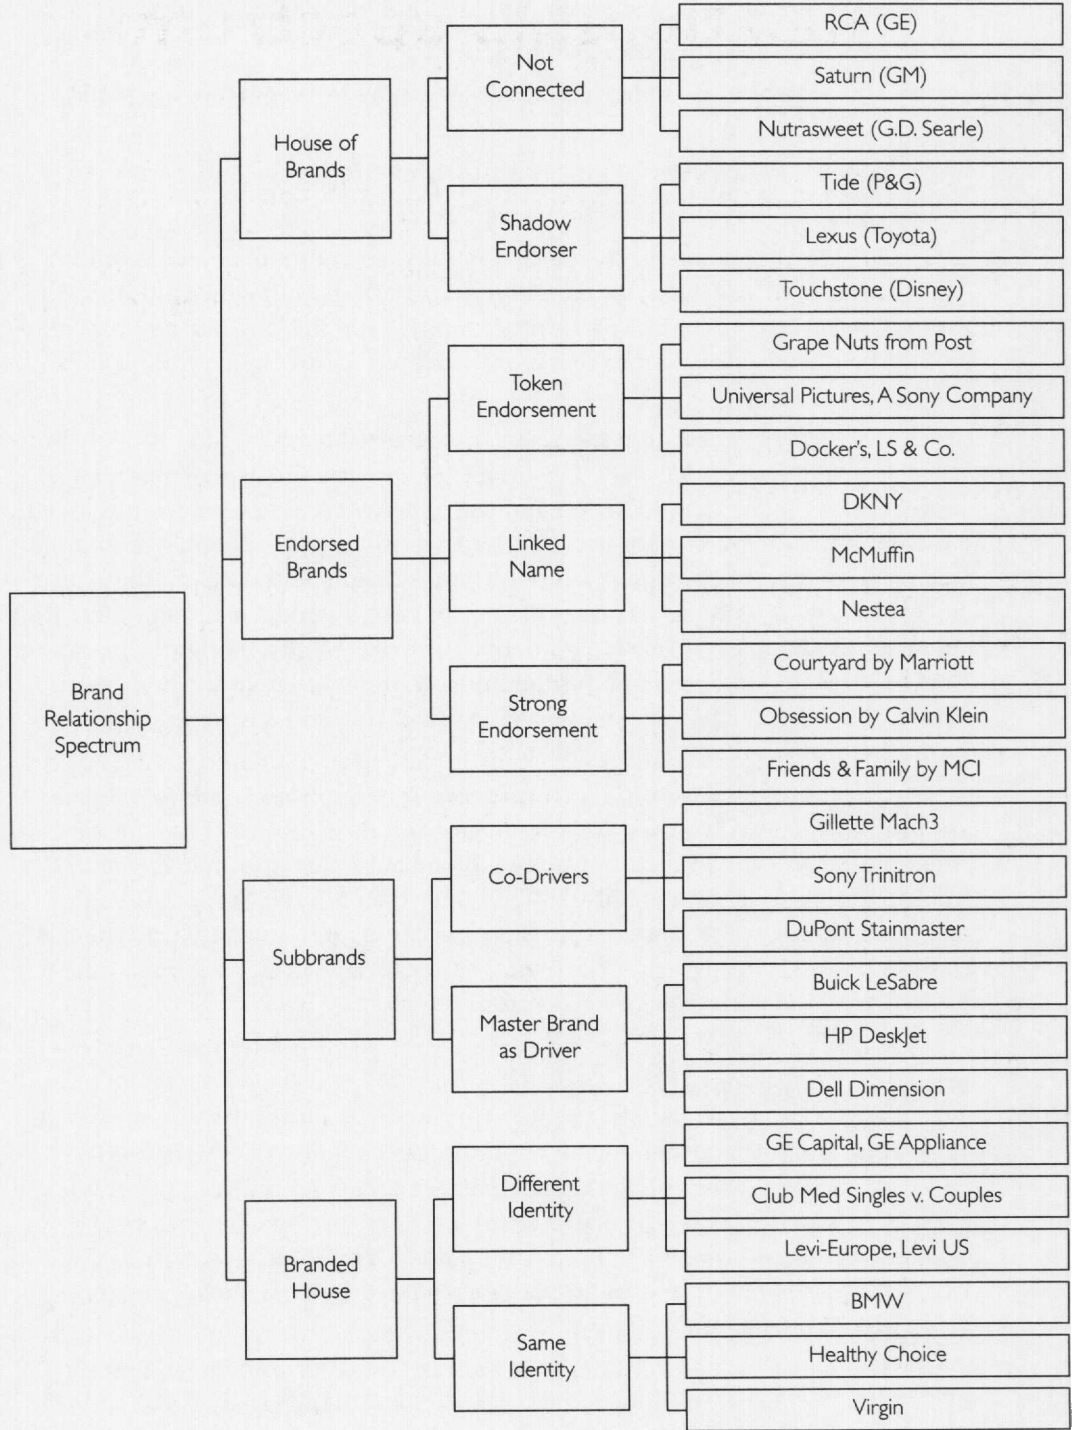 Brand
Relationship
Spectrum
House of
Brands
Not
Connected
RCA (GE)
Saturn (GM)
Nutrasweet (G.D. Searle)
Shadow
Endorser
Tide (P&G)
Lexus (Toyota)
Touchstone (Disney)
Endorsed
Brands
Token
Endorsement
Grape Nuts from Post
Universal Pictures, A Sony Company
Docker's, LS & Co.
Linked
Name
DKNY
McMuffin
Nestea
Strong
Endorsement
Courtyard by Marriott
Obsession by Calvin Klein
Friends & Family by MCI
Subbrands
Co-Drivers
Gillette Mach3
Sony Trinitron
DuPont Stainmaster
Master Brand
as Driver
Buick LeSabre
HP DeskJet
Dell Dimension
Branded
House
Different
Identity
GE Capital, GE Appliance
Club Med Singles v. Couples
Levi-Europe, Levi US
Same
Identity
BMW
Healthy Choice
Virgin